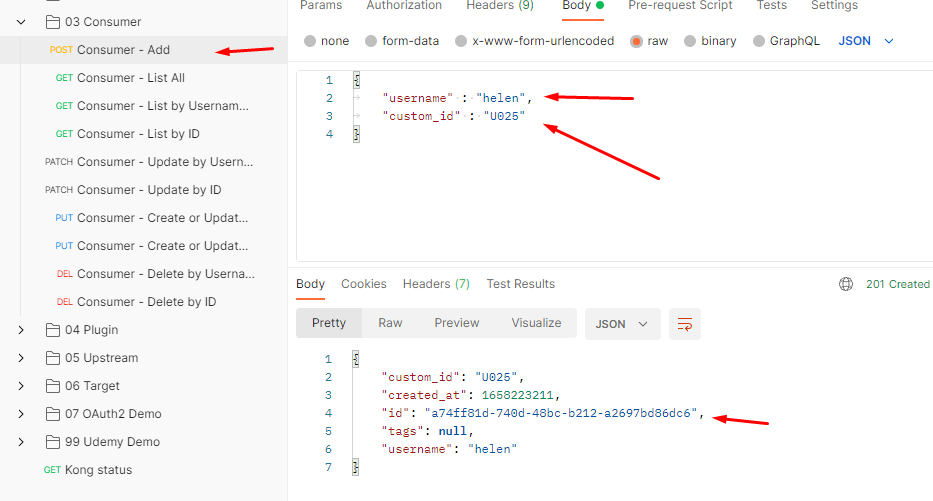 03 Consumer
POST Consumer - Add
GET Consumer - List All
GET Consumer - List by Usernam...
GET Consumer - List by ID
PATCH Consumer - Update by Usern...
PATCH Consumer - Update by ID
PUT Consumer - Create or Updat...
PUT Consumer - Create or Updat...
DEL Consumer - Delete by Userna...
DEL Consumer - Delete by ID
04 Plugin
05 Upstream
06 Target
07 OAuth2 Demo
99 Udemy Demo
GET Kong status
Params Authorization Headers (9) Body Pre-request Script Tests Settings
none form-data x-www-form-urlencoded raw binary GraphQL JSON
1 {
2 "username" : "helen",
3 "custom_id" : "U025"
4 }
Body Cookies Headers (7) Test Results 201 Created
Pretty Raw Preview Visualize JSON
1 {
2 "custom_id": "U025",
3 "created_at": 1658223211,
4 "id": "a74ff81d-740d-48bc-b212-a2697bd86dc6",
5 "tags": null,
6 "username": "helen"
7 }